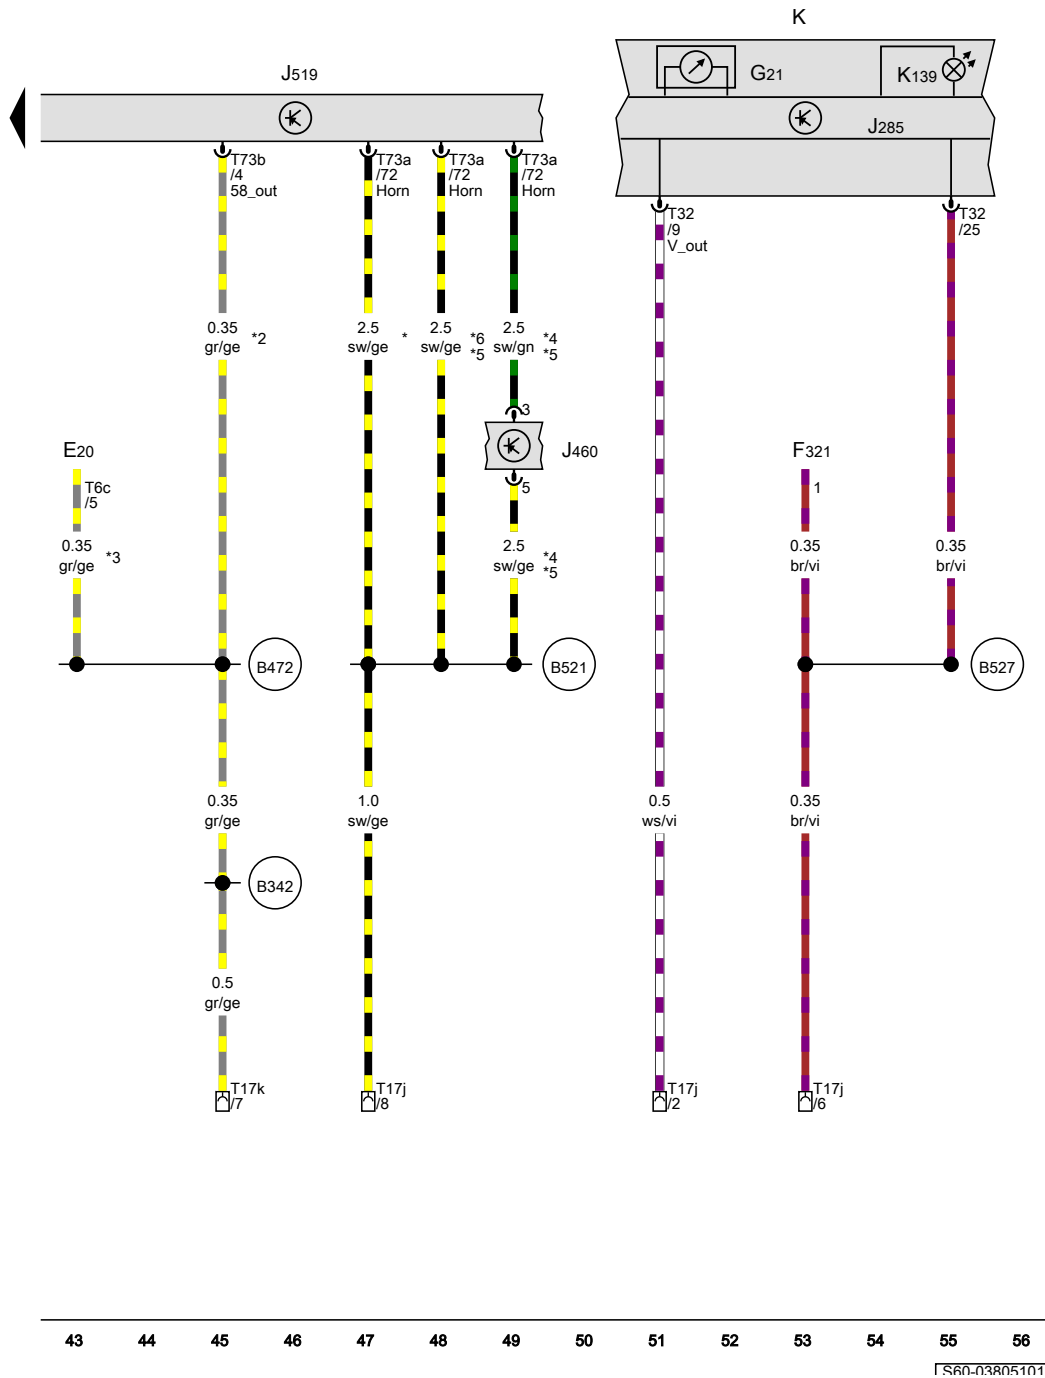 K
J519
G21
K139
J285
T73b
/4
58_out
T73a
/72
Horn
T73a
/72
Horn
T73a
/72
Horn
T32
/9
V_out
T32
/25
0.35
gr/ge
*2
2.5
sw/ge
*
2.5
sw/ge
*6
*5
2.5
sw/gn
*4
*5
3
E20
J460
F321
T6c
/5
5
1
0.35
gr/ge
*3
2.5
sw/ge
*4
*5
0.35
br/vi
0.35
br/vi
B472
B521
B527
0.35
gr/ge
1.0
sw/ge
0.5
ws/vi
0.35
br/vi
B342
0.5
gr/ge
T17k
/7
T17j
/8
T17j
/2
T17j
/6
43 44 45 46 47 48 49 50 51 52 53 54 55 56
S60-03805101